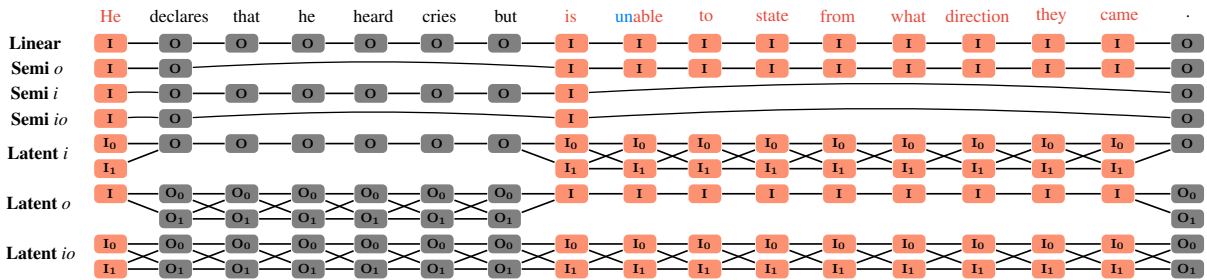 He declares that he heard cries but is unable to state from what direction they came .
Linear I O O O O O O I I I I I I I I I O
Semi o I O I I I I I I I I I O
Semi i I O O O O O O I O
Semi io I O I O
Latent i I0 O O O O O O I0 I0 I0 I0 I0 I0 I0 I0 I0 O
I1 I1 I1 I1 I1 I1 I1 I1 I1 I1
Latent o I O0 O0 O0 O0 O0 O0 I I I I I I I I I O0
O1 O1 O1 O1 O1 O1 O1
Latent io I0 O0 O0 O0 O0 O0 O0 I0 I0 I0 I0 I0 I0 I0 I0 I0 O0
I1 O1 O1 O1 O1 O1 O1 I1 I1 I1 I1 I1 I1 I1 I1 I1 O1